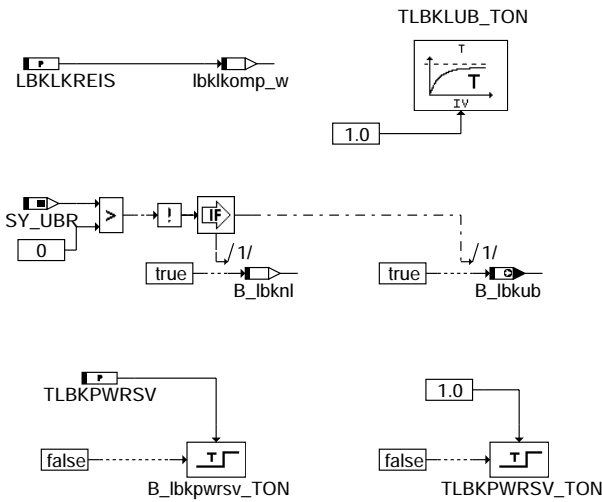 TLBKLUB_TON
T
P
LBKLKREIS
lbklkomp_w
T
IV
1.0
SY_UBR
>
!
IF
0
/1/
/1/
true
B_lbknl
true
B_lbkub
P
TLBKPWRSV
1.0
false
T
B_lbkpwrsv_TON
false
T
TLBKPWRSV_TON